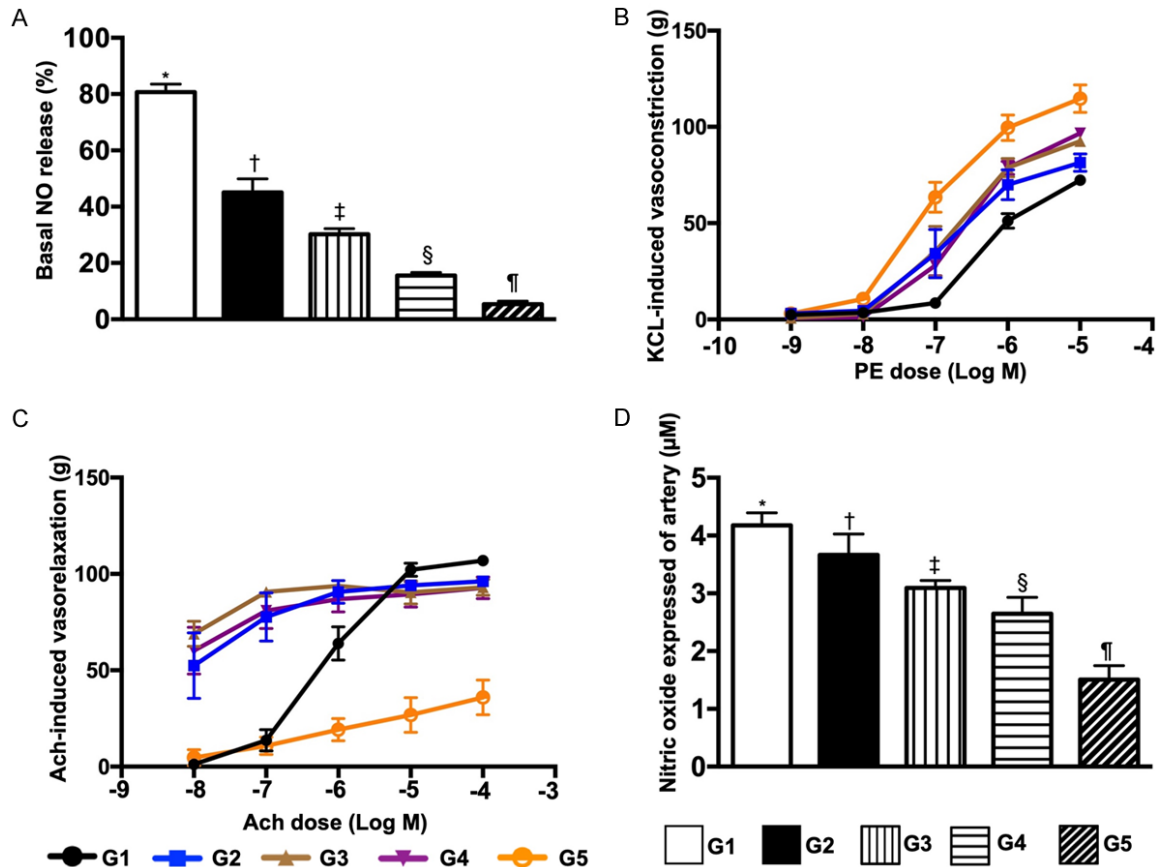 A
Basal NO release (%)
100
80
60
40
20
0
*
†
‡
§
¶
B
KCL-induced vasoconstriction (g)
150
100
50
0
-10 -9 -8 -7 -6 -5 -4
PE dose (Log M)
C
Ach-induced vasorelaxation (g)
150
100
50
0
-9 -8 -7 -6 -5 -4 -3
Ach dose (Log M)
G1 G2 G3 G4 G5
D
Nitric oxide expressed of artery (µM)
5
4
3
2
1
0
*
†
‡
§
¶
G1 G2 G3 G4 G5